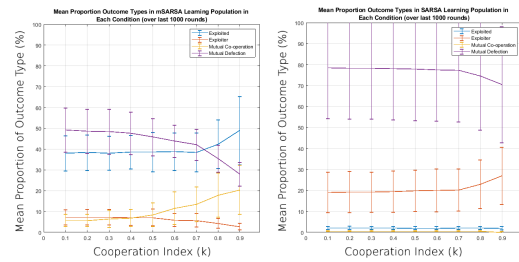 Mean Proportion Outcome Types in mSARSA Learning Population in
Each Condition (over last 1000 rounds)
Mean Proportion of Outcome Type (%)
100
90
80
70
60
50
40
30
20
10
0
Exploited
Exploiter
Mutual Co-operation
Mutual Defection
0.1 0.2 0.3 0.4 0.5 0.6 0.7 0.8 0.9
Cooperation Index (k)
Mean Proportion Outcome Types in SARSA Learning Population in
Each Condition (over last 1000 rounds)
Mean Proportion of Outcome Type (%)
100
90
80
70
60
50
40
30
20
10
0
Exploited
Exploiter
Mutual Co-operation
Mutual Defection
0.1 0.2 0.3 0.4 0.5 0.6 0.7 0.8 0.9
Cooperation Index (k)